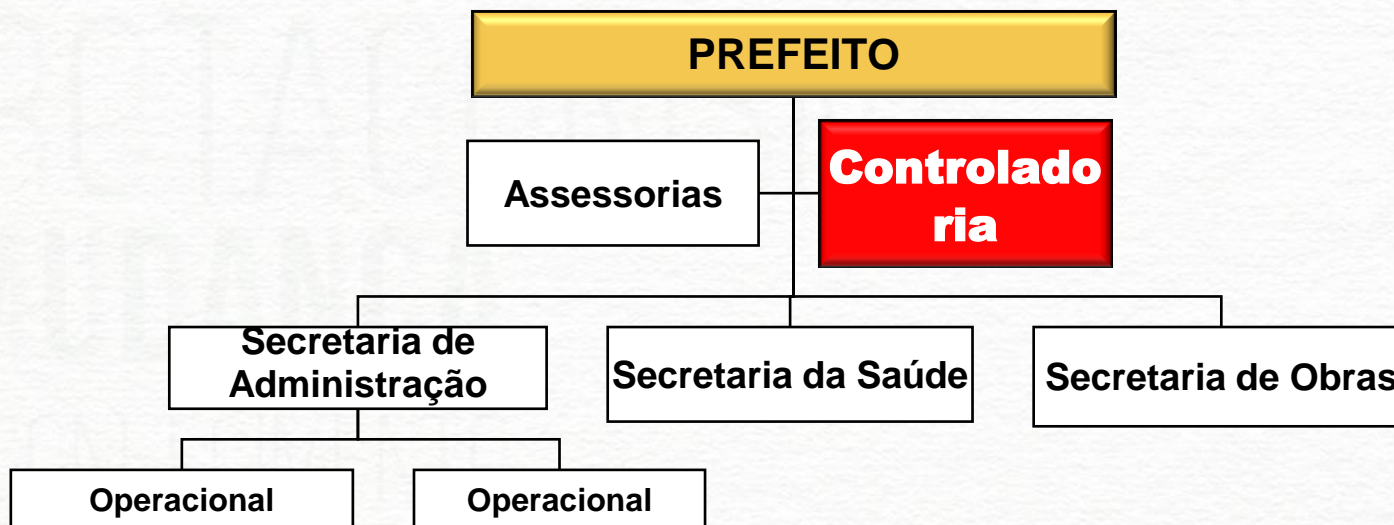 PREFEITO
Assessorias
Controlado
ria
Secretaria de
Administração
Secretaria da Saúde
Secretaria de Obras
Operacional
Operacional